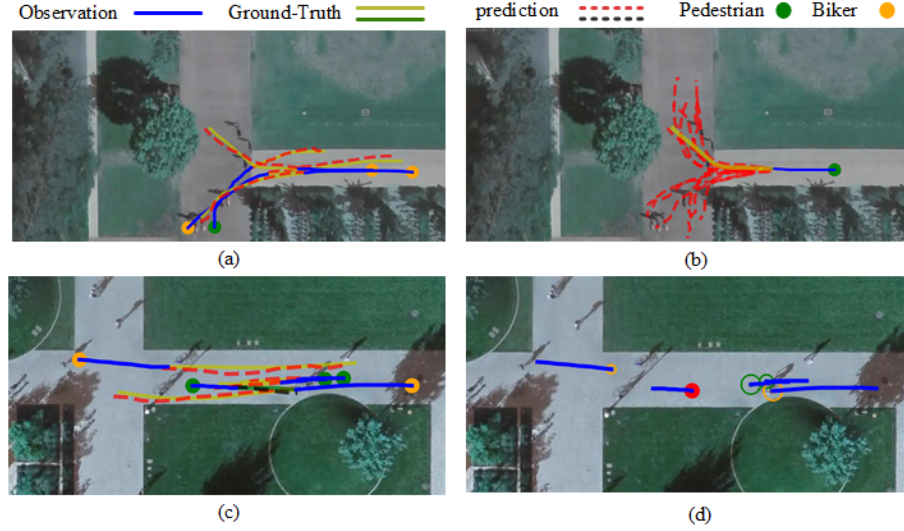 Observation Ground-Truth prediction Pedestrian Biker
(a) (b)
(c) (d)